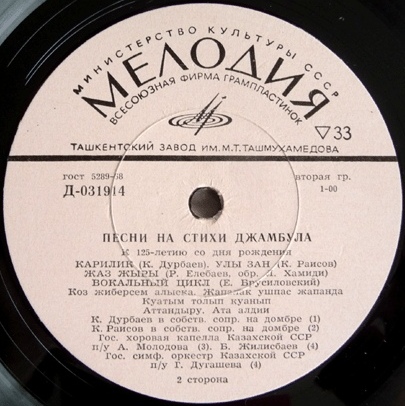 МИНИСТЕРСТВО КУЛЬТУРЫ СССР
МЕЛОДИЯ
ВСЕСОЮЗНАЯ ФИРМА ГРАМПЛАСТИНОК
▽33
ТАШКЕНТСКИЙ ЗАВОД ИМ. М.Т. ТАШМУХАМЕДОВА
гост 5289-68 вторая гр.
Д-031914 1-00
ПЕСНИ НА СТИХИ ДЖАМБУЛА
К 125-летию со дня рождения
КАРИЛИК (К. Дурбаев). УЛЫ ЗАН (К. Раисов)
ЖАЗ ЖЫРЫ (Р. Елебаев, обр. Л. Хамиди)
ВОКАЛЬНЫЙ ЦИКЛ (Е. Брусиловский)
Коз жиберсем алыска. Жапалак ушпас жапанда
Куатым толып куанып
Аттандыру. Ата алдии
К. Дурбаев в собств. сопр. на домбре (1)
К. Раисов в собств. сопр. на домбре (2)
Гос. хоровая капелла Казахской ССР
п/у А. Молодова (3). Б. Жилисбаев (4)
Гос. симф. оркестр Казахской ССР
п/у Г. Дугашева (4)
2 сторона